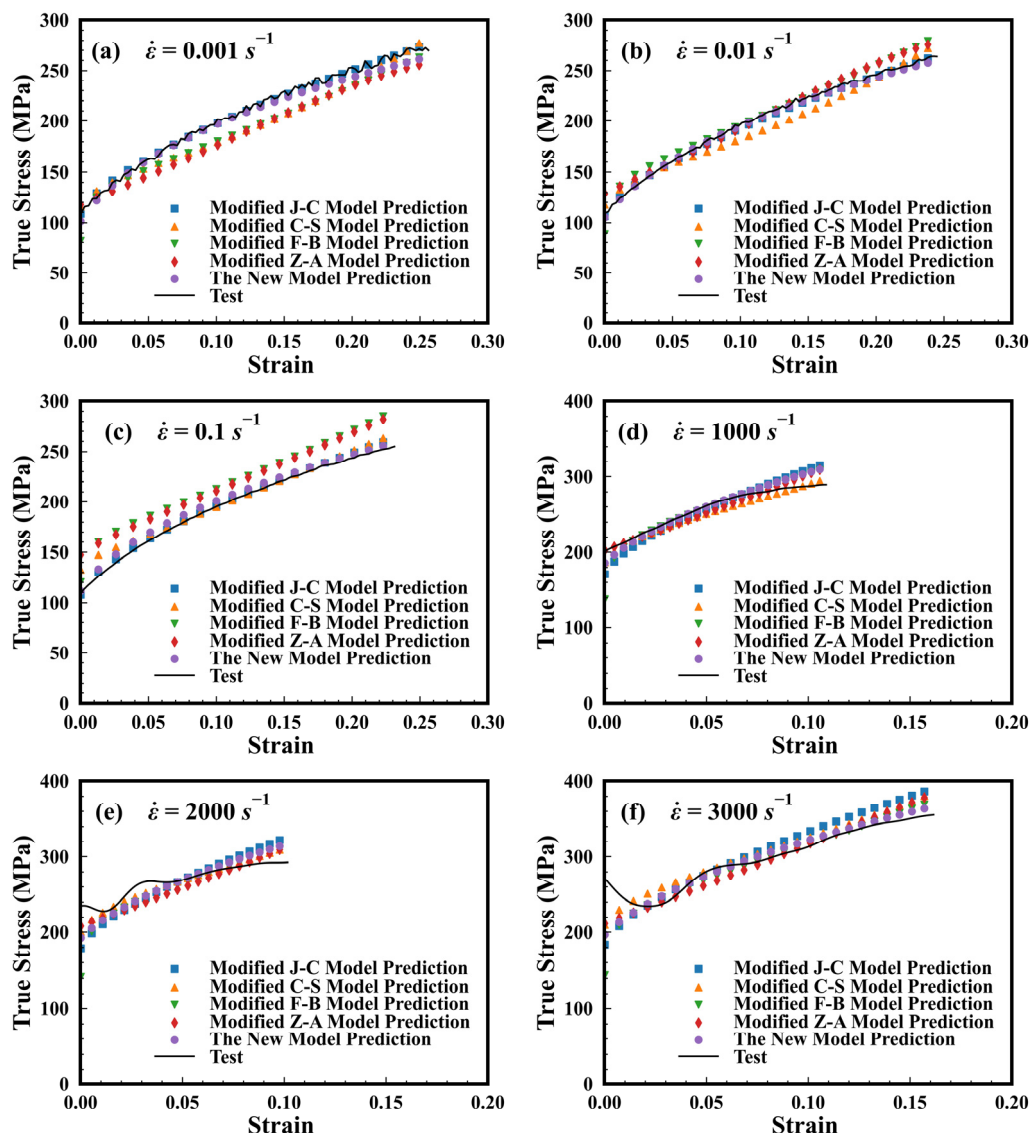 (a) ε̇ = 0.001 s⁻¹
300
250
200
150
100
50
0
True Stress (MPa)
Modified J-C Model Prediction
Modified C-S Model Prediction
Modified F-B Model Prediction
Modified Z-A Model Prediction
The New Model Prediction
Test
0.00 0.05 0.10 0.15 0.20 0.25 0.30
Strain
(b) ε̇ = 0.01 s⁻¹
300
250
200
150
100
50
0
True Stress (MPa)
Modified J-C Model Prediction
Modified C-S Model Prediction
Modified F-B Model Prediction
Modified Z-A Model Prediction
The New Model Prediction
Test
0.00 0.05 0.10 0.15 0.20 0.25 0.30
Strain
(c) ε̇ = 0.1 s⁻¹
300
250
200
150
100
50
0
True Stress (MPa)
Modified J-C Model Prediction
Modified C-S Model Prediction
Modified F-B Model Prediction
Modified Z-A Model Prediction
The New Model Prediction
Test
0.00 0.05 0.10 0.15 0.20 0.25 0.30
Strain
(d) ε̇ = 1000 s⁻¹
400
300
200
100
0
True Stress (MPa)
Modified J-C Model Prediction
Modified C-S Model Prediction
Modified F-B Model Prediction
Modified Z-A Model Prediction
The New Model Prediction
Test
0.00 0.05 0.10 0.15 0.20
Strain
(e) ε̇ = 2000 s⁻¹
400
300
200
100
0
True Stress (MPa)
Modified J-C Model Prediction
Modified C-S Model Prediction
Modified F-B Model Prediction
Modified Z-A Model Prediction
The New Model Prediction
Test
0.00 0.05 0.10 0.15 0.20
Strain
(f) ε̇ = 3000 s⁻¹
400
300
200
100
0
True Stress (MPa)
Modified J-C Model Prediction
Modified C-S Model Prediction
Modified F-B Model Prediction
Modified Z-A Model Prediction
The New Model Prediction
Test
0.00 0.05 0.10 0.15 0.20
Strain